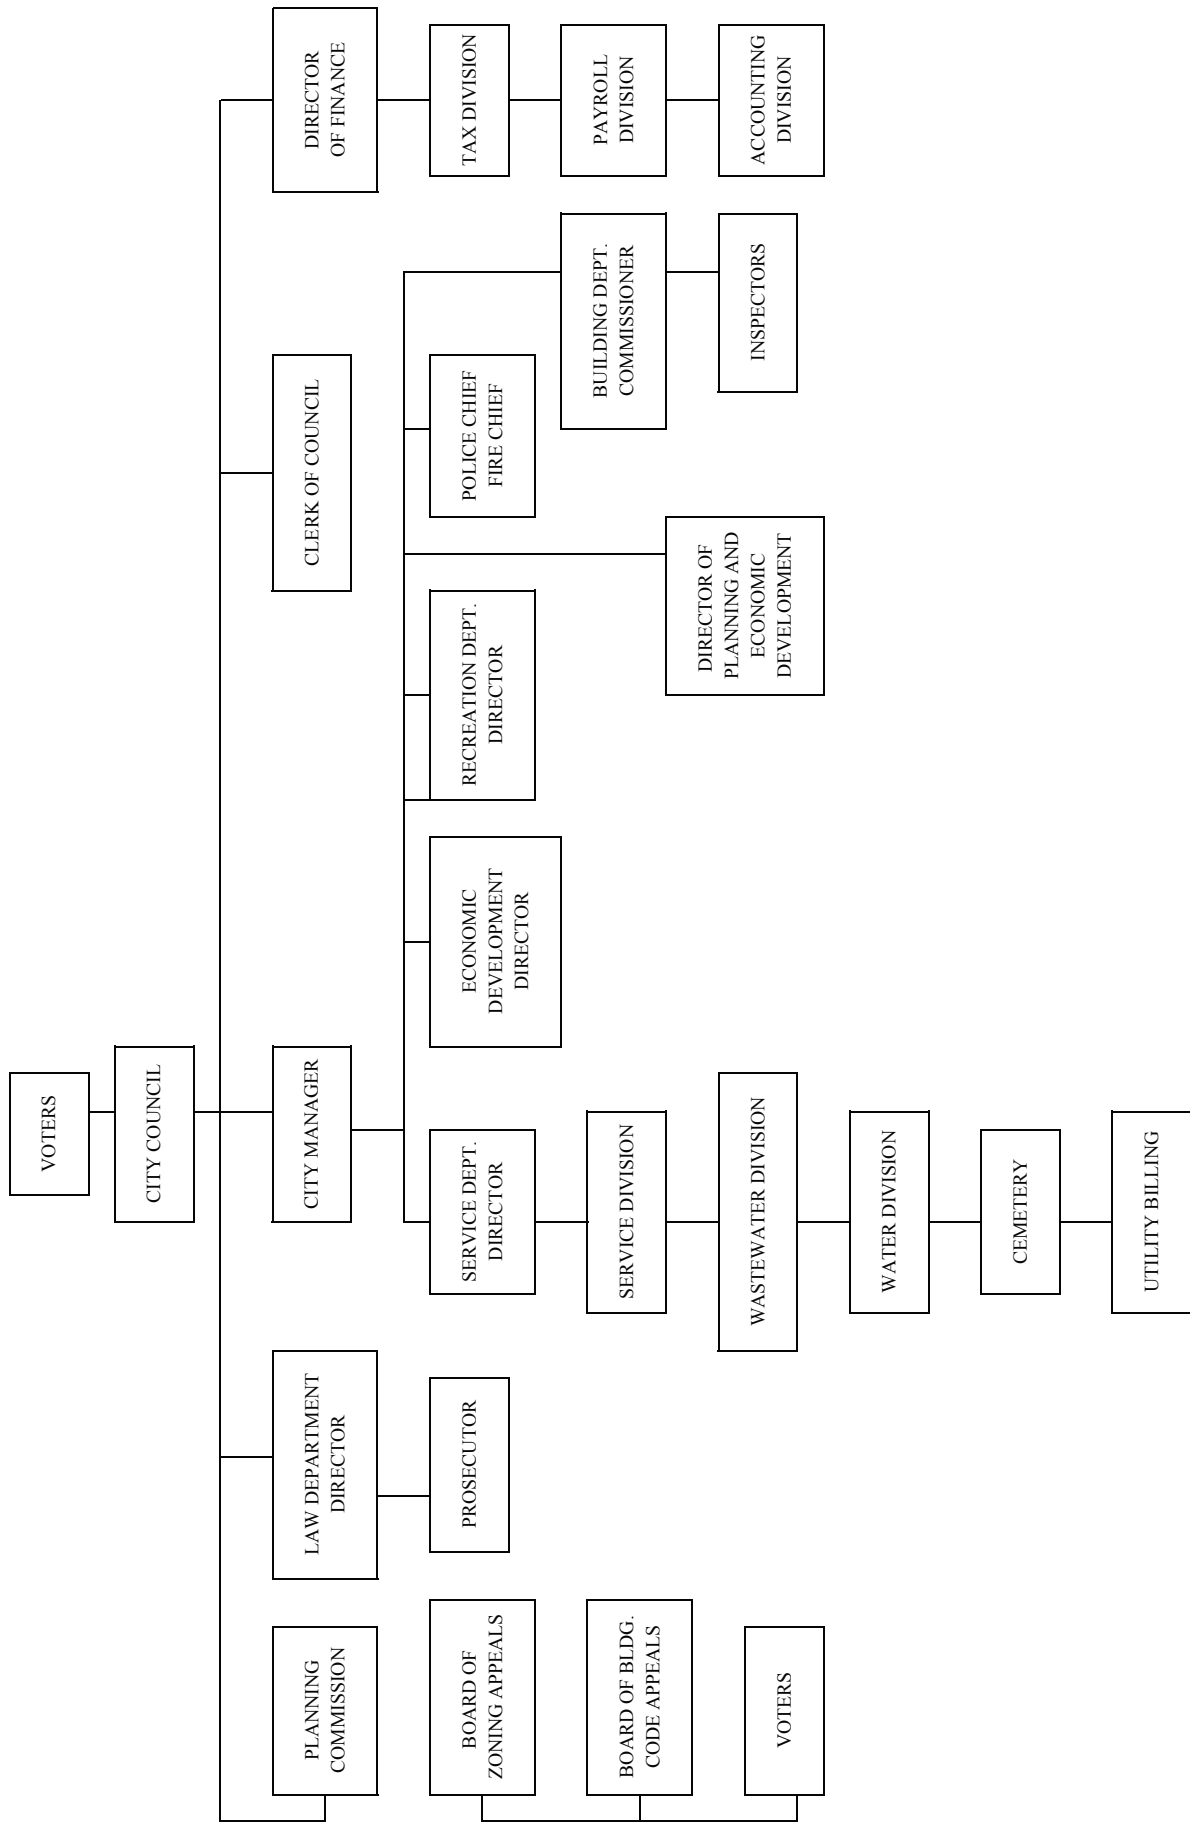 VOTERS
CITY COUNCIL
PLANNING
COMMISSION
LAW DEPARTMENT
DIRECTOR
CITY MANAGER
CLERK OF COUNCIL
DIRECTOR
OF FINANCE
BOARD OF
ZONING APPEALS
PROSECUTOR
SERVICE DEPT.
DIRECTOR
ECONOMIC
DEVELOPMENT
DIRECTOR
RECREATION DEPT.
DIRECTOR
POLICE CHIEF
FIRE CHIEF
TAX DIVISION
BOARD OF BLDG.
CODE APPEALS
SERVICE DIVISION
BUILDING DEPT.
COMMISSIONER
PAYROLL
DIVISION
VOTERS
WASTEWATER DIVISION
DIRECTOR OF
PLANNING AND
ECONOMIC
DEVELOPMENT
INSPECTORS
ACCOUNTING
DIVISION
WATER DIVISION
CEMETERY
UTILITY BILLING